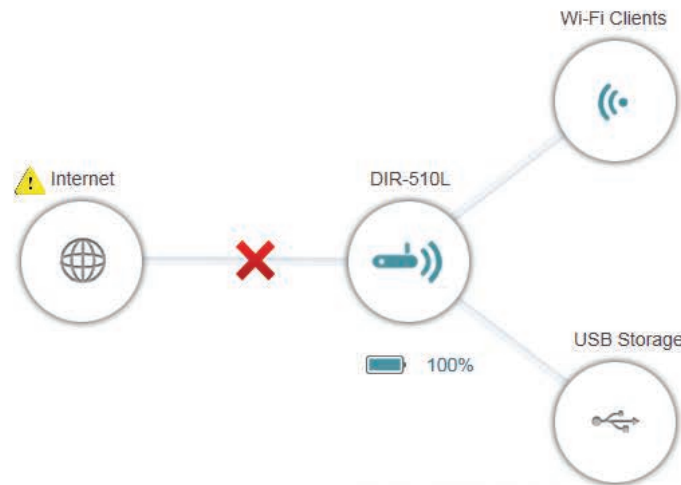 Wi-Fi Clients
Internet
DIR-510L
USB Storage
100%